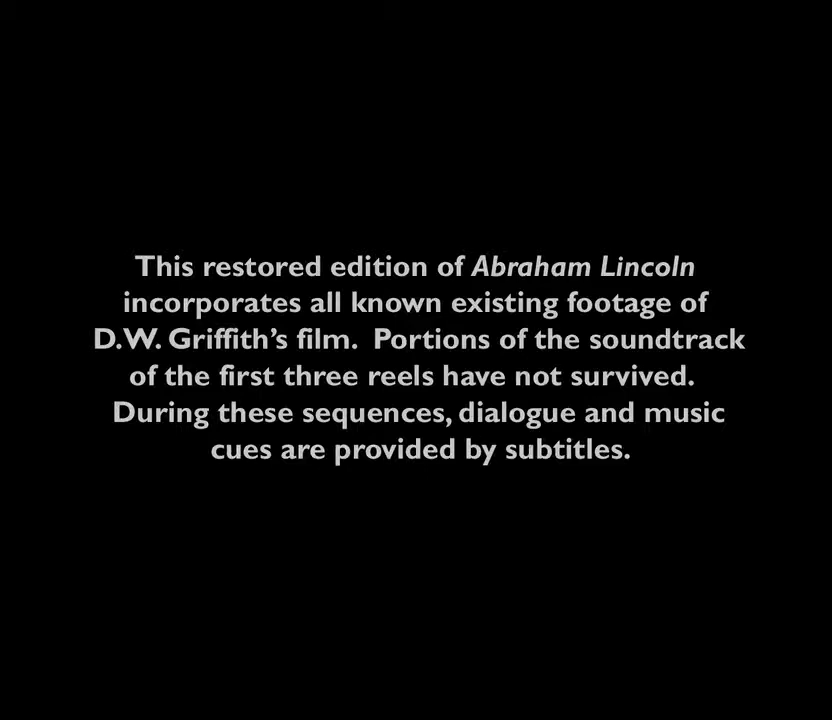 This restored edition of Abraham Lincoln
incorporates all known existing footage of
D.W. Griffith’s film.  Portions of the soundtrack
of the first three reels have not survived.
During these sequences, dialogue and music
cues are provided by subtitles.